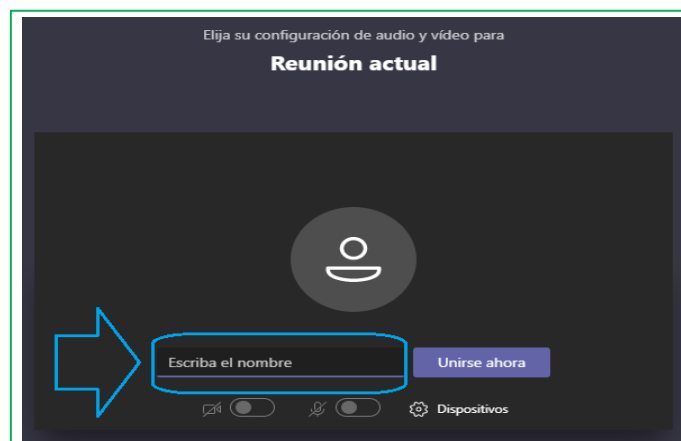 Elija su configuración de audio y vídeo para
Reunión actual
Escriba el nombre
Unirse ahora
Dispositivos